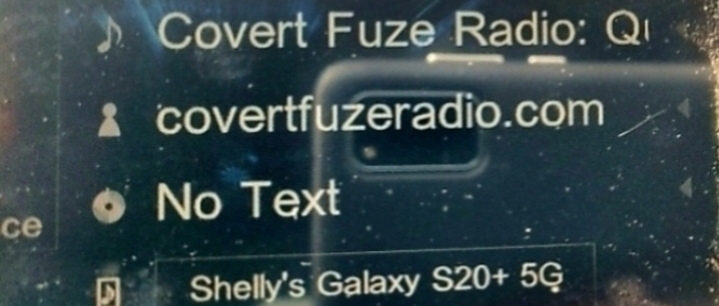 Covert Fuze Radio:
covertfuzeradio.com
No Text
ce
Shelly's Galaxy S20+ 5G